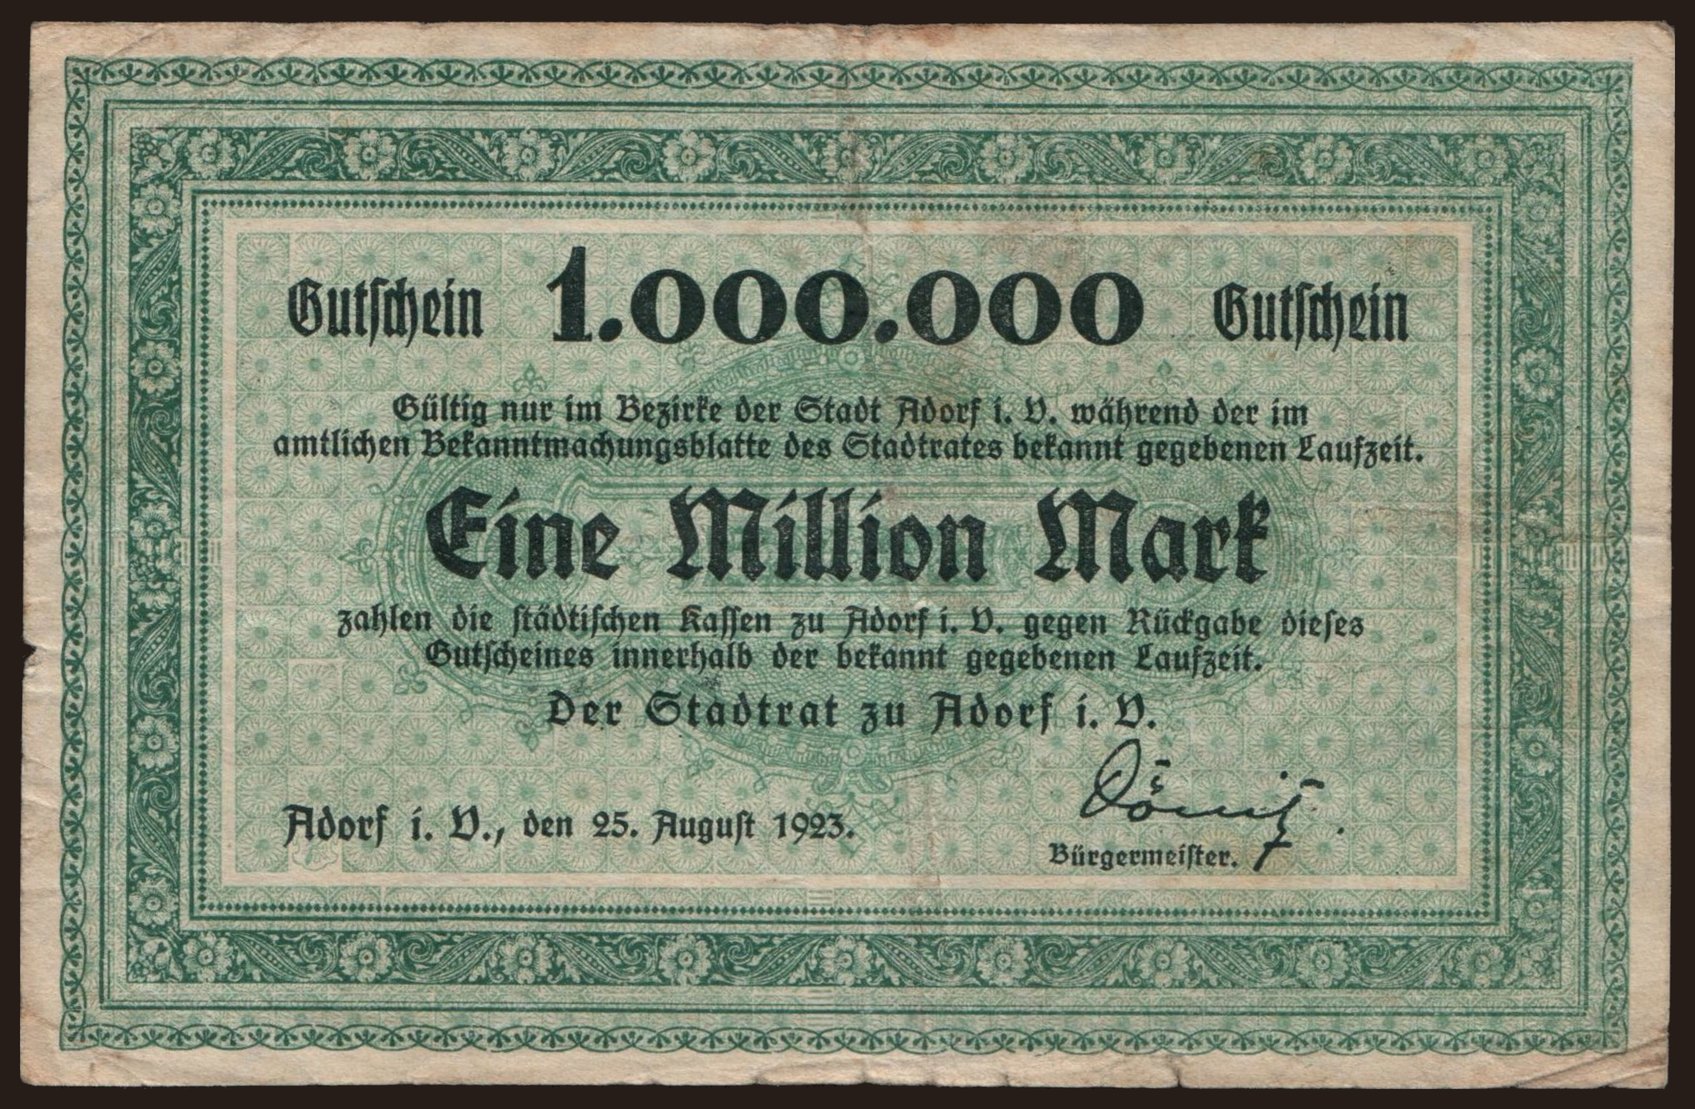 Gutschein 1.000.000 Gutschein
Gültig nur im Bezirke der Stadt Adorf i. V. während der im
amtlichen Bekanntmachungsblatte des Stadtrates bekannt gegebenen Laufzeit.
Eine Million Mark
zahlen die städtischen Kassen zu Adorf i. V. gegen Rückgabe dieses
Gutscheines innerhalb der bekannt gegebenen Laufzeit.
Der Stadtrat zu Adorf i. V.
Adorf i. V., den 25. August 1923.
Bürgermeister.